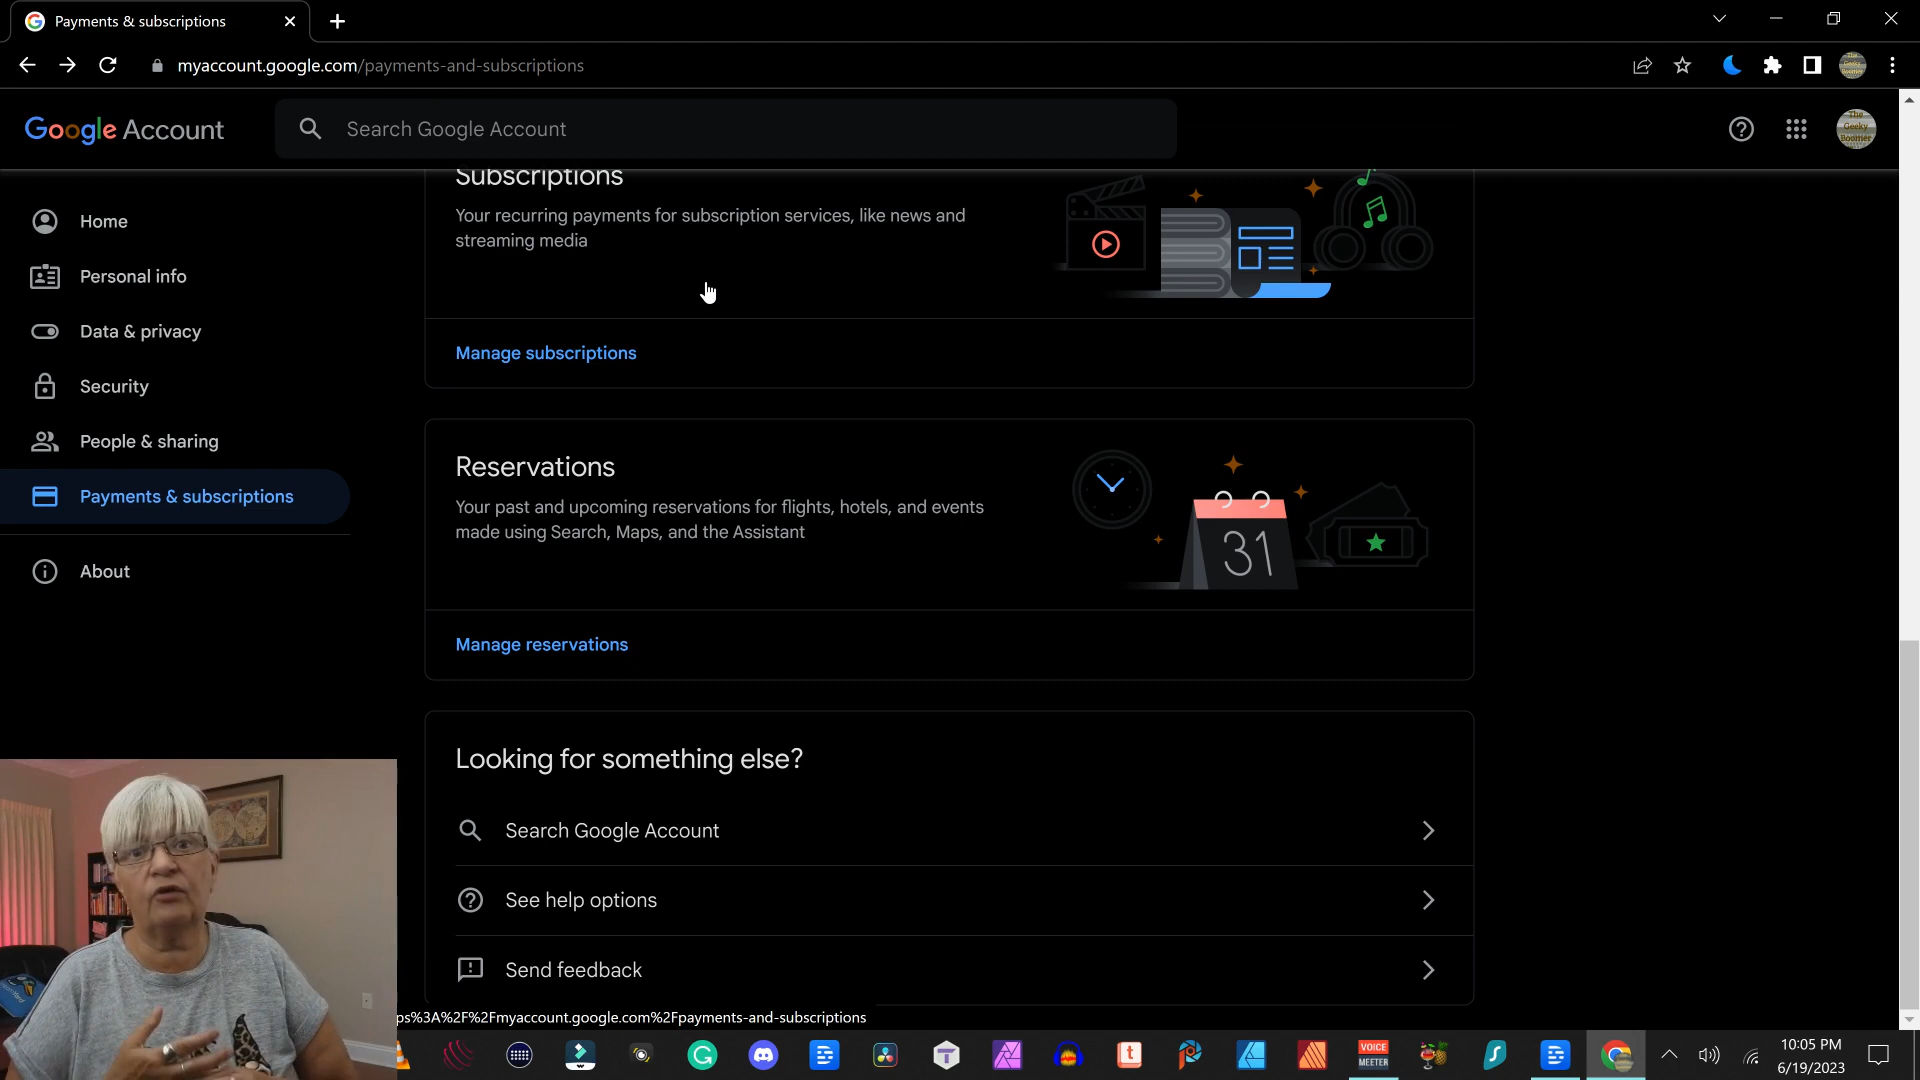 Payments & subscriptions
myaccount.google.com/payments-and-subscriptions
Google Account
Search Google Account
The Geeky Boomer
Home
Personal info
Data & privacy
Security
People & sharing
Payments & subscriptions
About
Subscriptions
Your recurring payments for subscription services, like news and
streaming media
Manage subscriptions
Reservations
Your past and upcoming reservations for flights, hotels, and events
made using Search, Maps, and the Assistant
31
Manage reservations
Looking for something else?
Search Google Account
See help options
Send feedback
ps%3A%2F%2Fmyaccount.google.com%2Fpayments-and-subscriptions
VOICE
MEETER
10:05 PM
6/19/2023